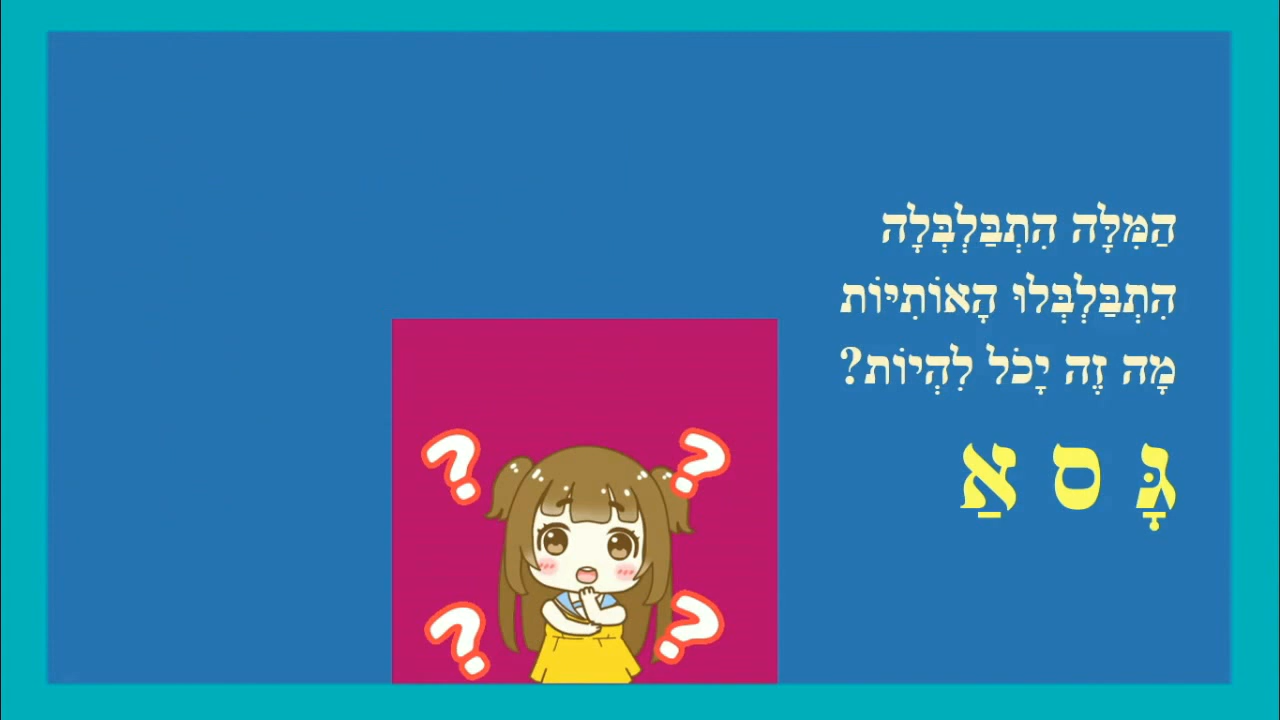 הַמִּלָּה הִתְבַּלְבְּלָה
הִתְבַּלְבְּלוּ הָאוֹתִיּוֹת
מָה זֶה יָכֹל לִהְיוֹת?
גָּ ס אַ
? ?
? ?